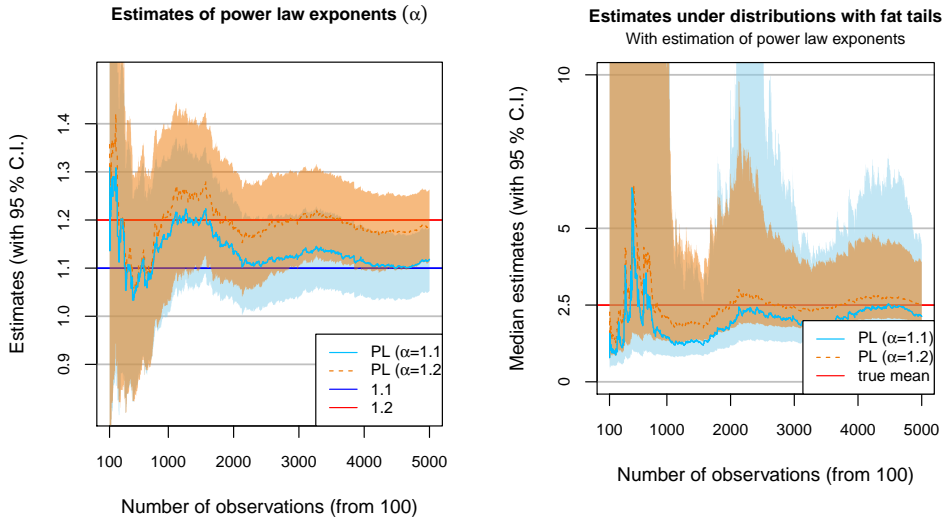 Estimates of power law exponents (α)
Estimates (with 95 % C.I.)
1.4
1.3
1.2
1.1
1.0
0.9
PL (α=1.1
PL (α=1.2
1.1
1.2
100
1000
2000
3000
4000
5000
Number of observations (from 100)
Estimates under distributions with fat tails
With estimation of power law exponents
Median estimates (with 95 % C.I.)
10
5
2.5
0
PL (α=1.1)
PL (α=1.2)
true mean
100
1000
2000
3000
4000
5000
Number of observations (from 100)